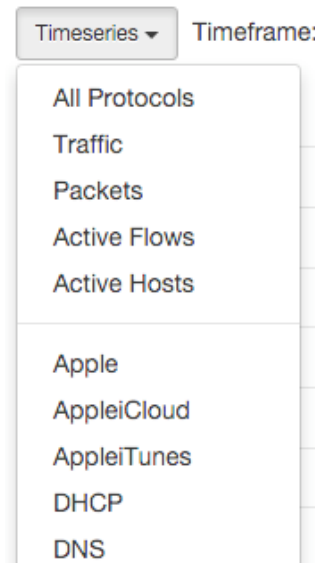 Timeseries Timeframe:
All Protocols
Traffic
Packets
Active Flows
Active Hosts
Apple
AppleiCloud
AppleiTunes
DHCP
DNS